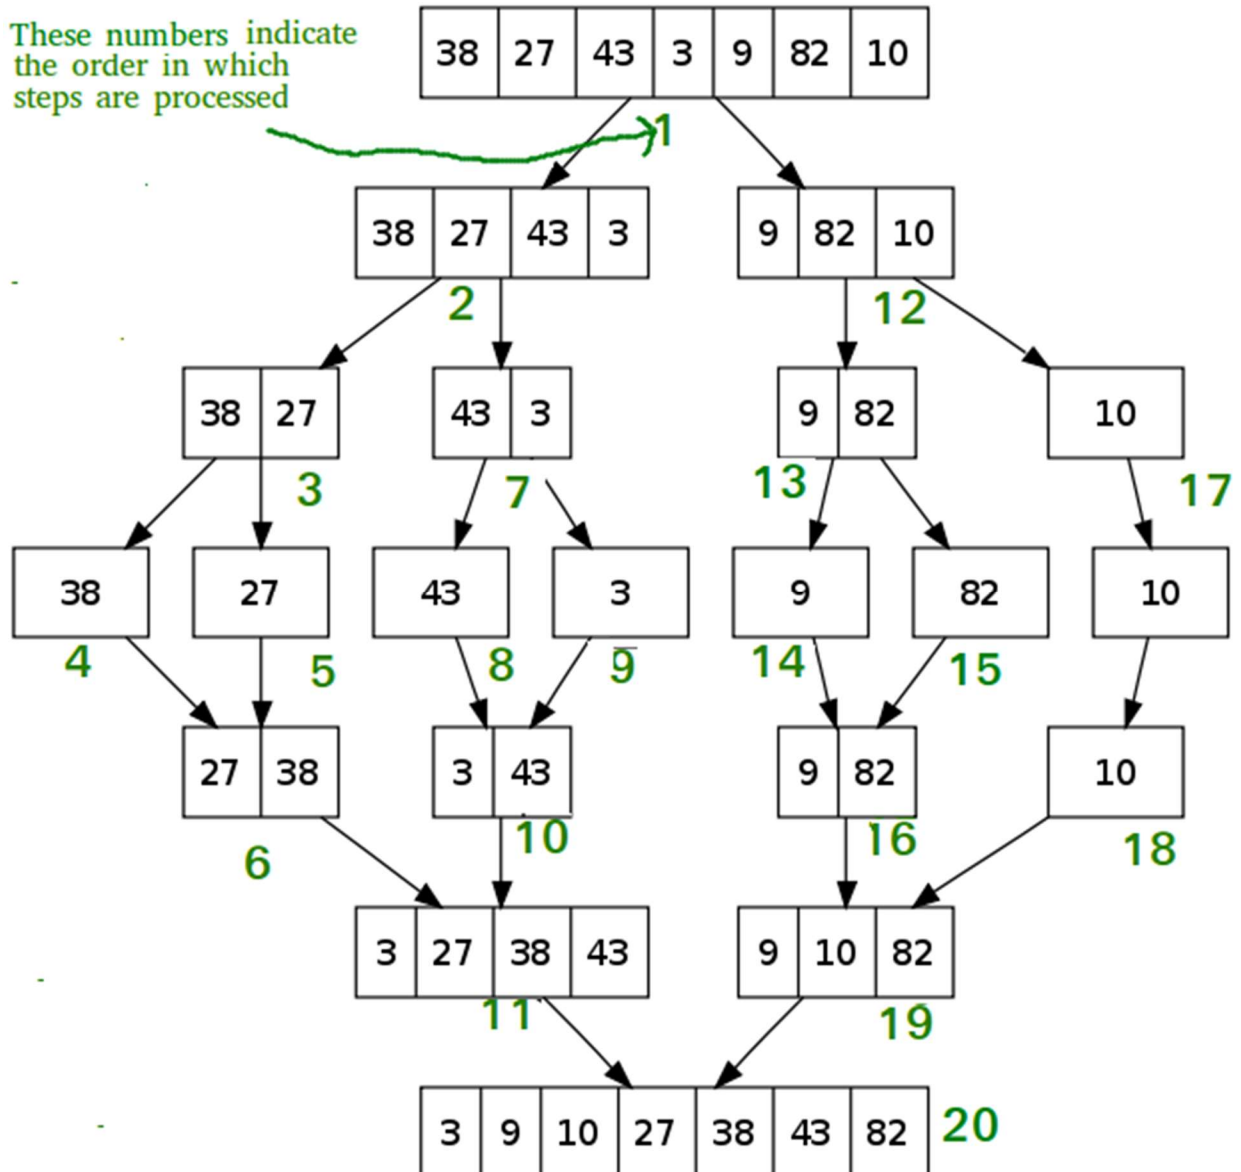 These numbers indicate
the order in which
steps are processed
38 27 43 3 9 82 10
1
38 27 43 3 9 82 10
2 12
38 27 43 3 9 82 10
3 7 13 17
38 27 43 3 9 82 10
4 5 8 9 14 15
27 38 3 43 9 82 10
6 10 16 18
3 27 38 43 9 10 82
11 19
3 9 10 27 38 43 82 20